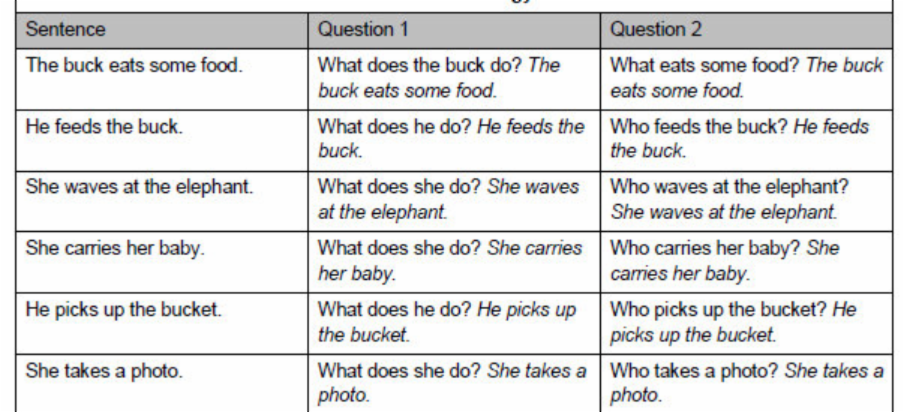 gy
Sentence Question 1 Question 2
The buck eats some food. What does the buck do? The What eats some food? The buck
buck eats some food. eats some food.
He feeds the buck. What does he do? He feeds the Who feeds the buck? He feeds
buck. the buck.
She waves at the elephant. What does she do? She waves Who waves at the elephant?
at the elephant. She waves at the elephant.
She carries her baby. What does she do? She carries Who carries her baby? She
her baby. carries her baby.
He picks up the bucket. What does he do? He picks up Who picks up the bucket? He
the bucket. picks up the bucket.
She takes a photo. What does she do? She takes a Who takes a photo? She takes a
photo. photo.